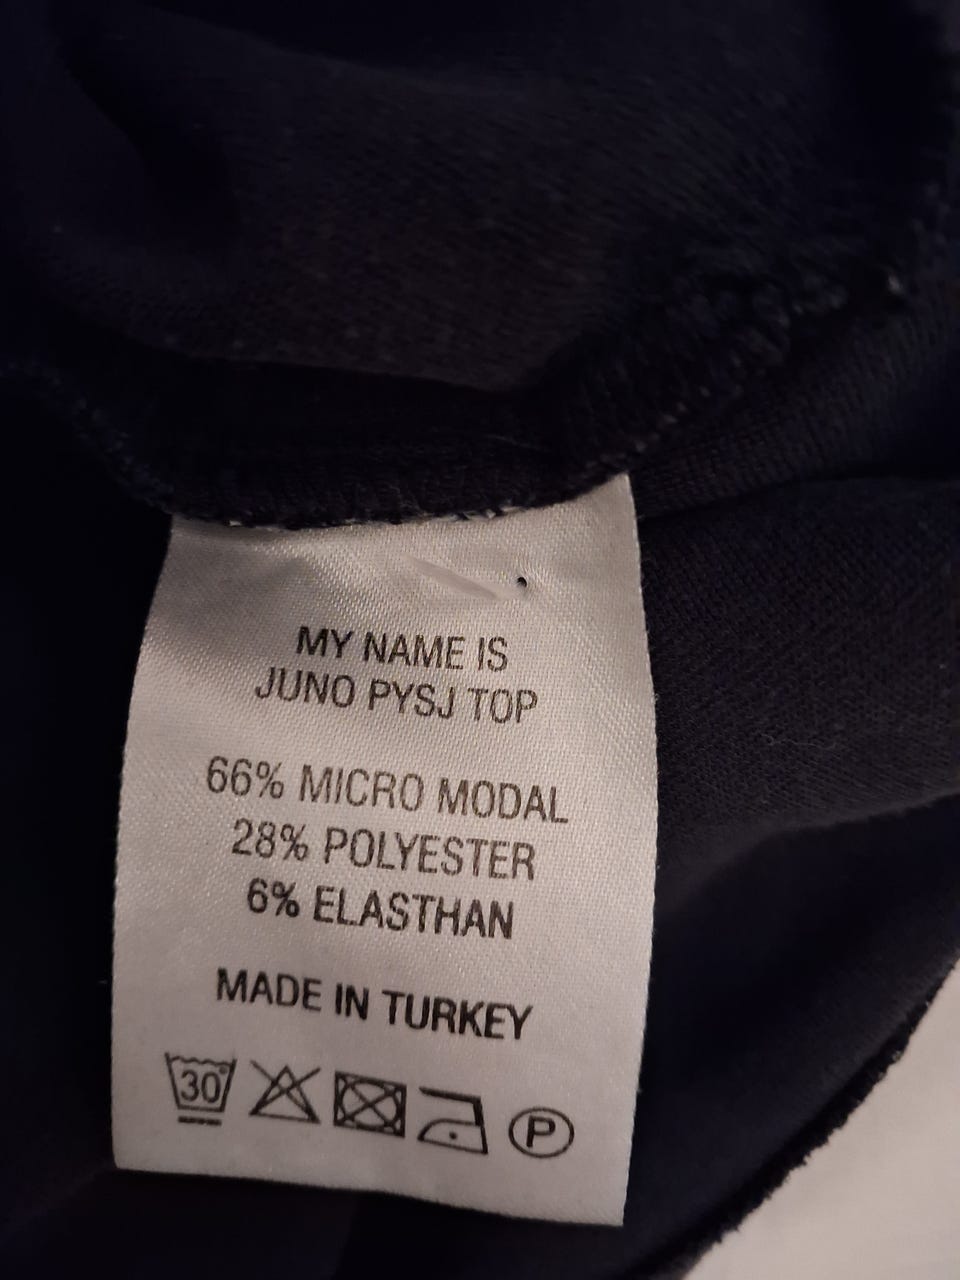 MY NAME IS
JUNO PYSJ TOP
66% MICRO MODAL
28% POLYESTER
6% ELASTHAN
MADE IN TURKEY
30° P